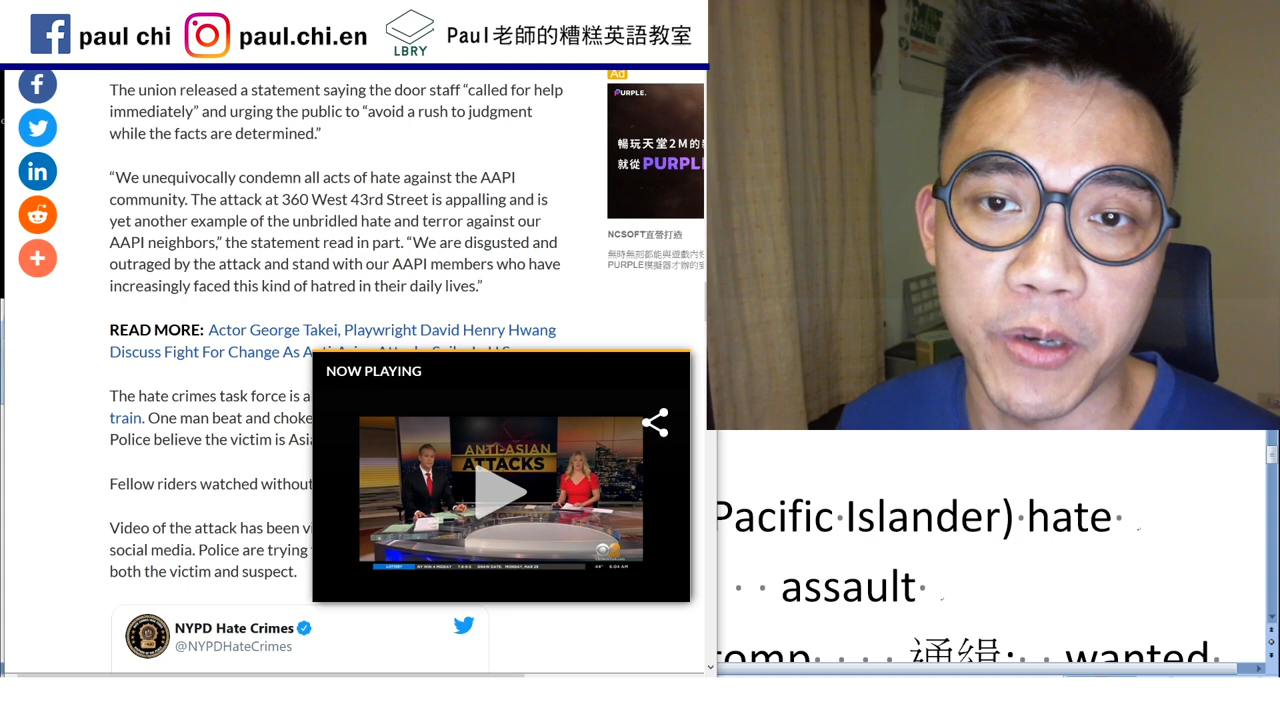 paul chi
paul.chi.en
LBRY
Paul老師的糟糕英語教室
The union released a statement saying the door staff “called for help
immediately” and urging the public to “avoid a rush to judgment
while the facts are determined.”
“We unequivocally condemn all acts of hate against the AAPI
community. The attack at 360 West 43rd Street is appalling and is
yet another example of the unbridled hate and terror against our
AAPI neighbors,” the statement read in part. “We are disgusted and
outraged by the attack and stand with our AAPI members who have
increasingly faced this kind of hatred in their daily lives.”
READ MORE: Actor George Takei, Playwright David Henry Hwang
Discuss Fight For Change As
The hate crimes task force is a
train. One man beat and choke
Police believe the victim is Asia
Fellow riders watched without
Video of the attack has been vi
social media. Police are trying
both the victim and suspect.
NYPD Hate Crimes
@NYPDHateCrimes
NOW PLAYING
ANTI-ASIAN
ATTACKS
Ad
PURPLE.
暢玩天堂2M的
就從PURPL
NCSOFT直營打造
Pacific Islander) hate
assault
omp 通緝: wanted